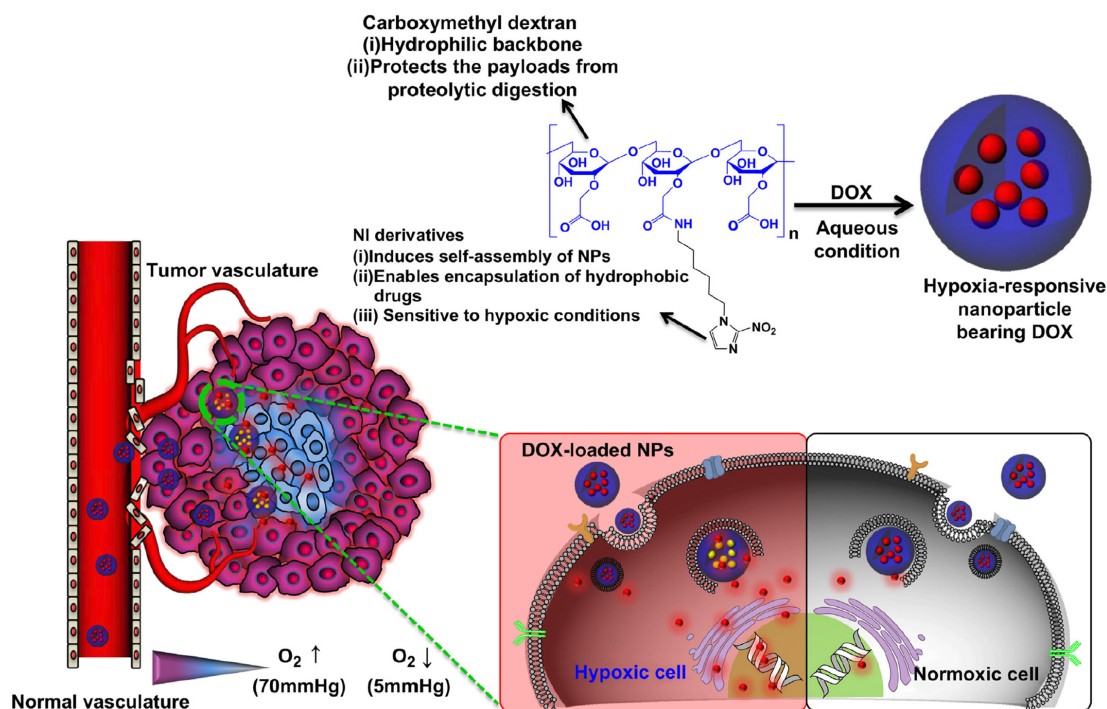 Carboxymethyl dextran
(i)Hydrophilic backbone
(ii)Protects the payloads from
proteolytic digestion
O
O
O
O
O
O
OH
OH
OH
OH
OH
OH
O
O
O
O
OH
O
NH
O
OH
n
N
N
NO2
DOX
Aqueous
condition
Hypoxia-responsive
nanoparticle
bearing DOX
NI derivatives
(i)Induces self-assembly of NPs
(ii)Enables encapsulation of hydrophobic
drugs
(iii) Sensitive to hypoxic conditions
Tumor vasculature
Normal vasculature
O2 ↑
(70mmHg)
O2 ↓
(5mmHg)
DOX-loaded NPs
Hypoxic cell
Normoxic cell